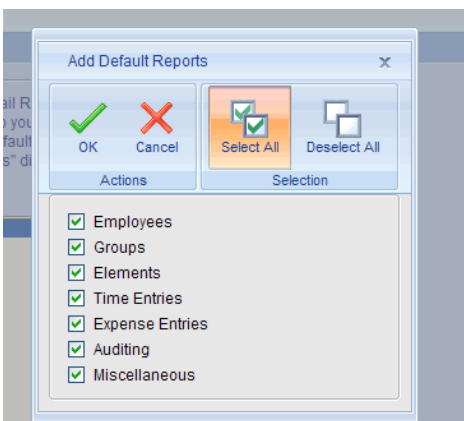 Add Default Reports
x
OK Cancel Select All Deselect All
Actions Selection
Employees
Groups
Elements
Time Entries
Expense Entries
Auditing
Miscellaneous